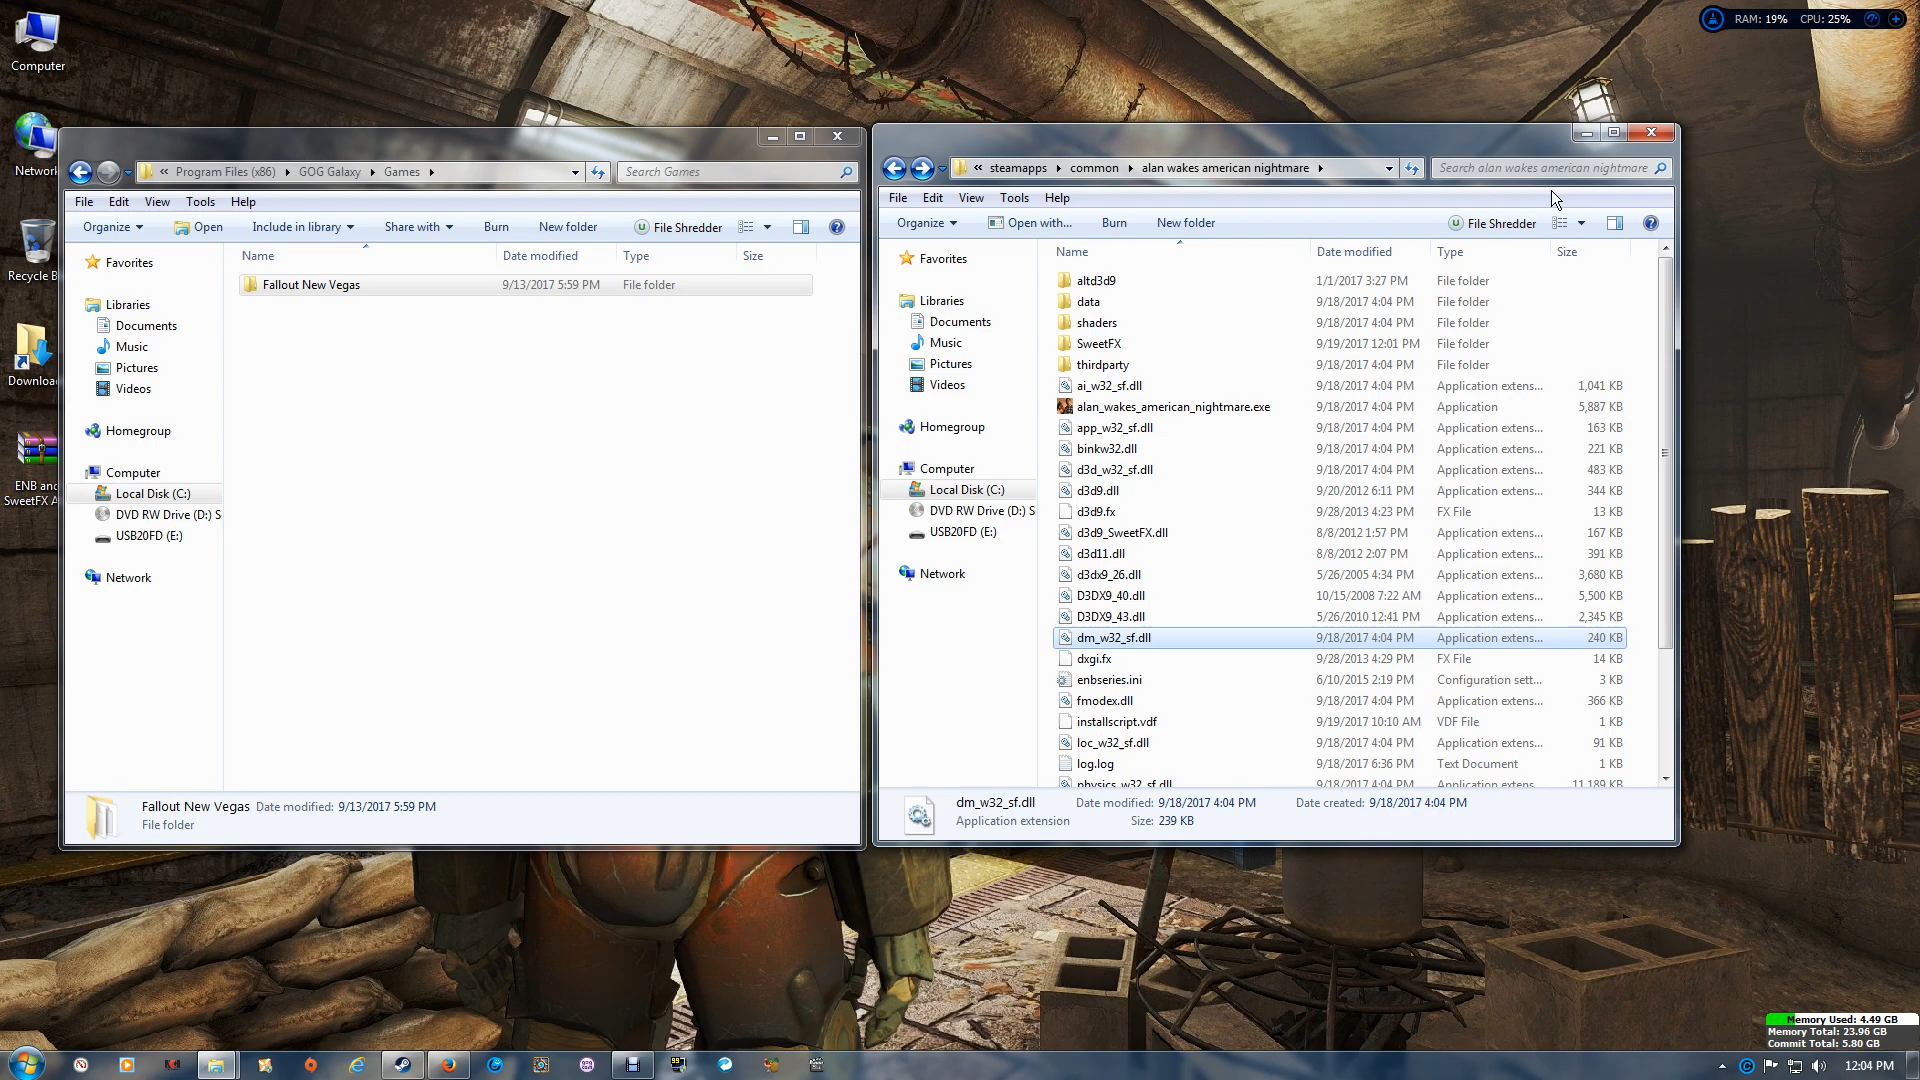 Computer
RAM: 19% CPU: 25%
Network
Recycle B
Downloa
ENB and
SweetFX A
« Program Files (x86) GOG Galaxy Games
Search Games
File Edit View Tools Help
Organize Open Include in library Share with Burn New folder File Shredder
Name Date modified Type Size
Favorites
Libraries
Documents
Music
Pictures
Videos
Homegroup
Computer
Local Disk (C:)
DVD RW Drive (D:) S
USB20FD (E:)
Network
Fallout New Vegas 9/13/2017 5:59 PM File folder
Fallout New Vegas Date modified: 9/13/2017 5:59 PM
File folder
« steamapps common alan wakes american nightmare
Search alan wakes american nightmare
File Edit View Tools Help
Organize Open with... Burn New folder File Shredder
Name Date modified Type Size
Favorites
Libraries
Documents
Music
Pictures
Videos
Homegroup
Computer
Local Disk (C:)
DVD RW Drive (D:) S
USB20FD (E:)
Network
altd3d9 1/1/2017 3:27 PM File folder
data 9/18/2017 4:04 PM File folder
shaders 9/18/2017 4:04 PM File folder
SweetFX 9/19/2017 12:01 PM File folder
thirdparty 9/18/2017 4:04 PM File folder
ai_w32_sf.dll 9/18/2017 4:04 PM Application extens... 1,041 KB
alan_wakes_american_nightmare.exe 9/18/2017 4:04 PM Application 5,887 KB
app_w32_sf.dll 9/18/2017 4:04 PM Application extens... 163 KB
binkw32.dll 9/18/2017 4:04 PM Application extens... 221 KB
d3d_w32_sf.dll 9/18/2017 4:04 PM Application extens... 483 KB
d3d9.dll 9/20/2012 6:11 PM Application extens... 344 KB
d3d9.fx 9/28/2013 4:23 PM FX File 13 KB
d3d9_SweetFX.dll 8/8/2012 1:57 PM Application extens... 167 KB
d3d11.dll 8/8/2012 2:07 PM Application extens... 391 KB
d3dx9_26.dll 5/26/2005 4:34 PM Application extens... 3,680 KB
D3DX9_40.dll 10/15/2008 7:22 AM Application extens... 5,500 KB
D3DX9_43.dll 5/26/2010 12:41 PM Application extens... 2,345 KB
dm_w32_sf.dll 9/18/2017 4:04 PM Application extens... 240 KB
dxgi.fx 9/28/2013 4:29 PM FX File 14 KB
enbseries.ini 6/10/2015 2:19 PM Configuration sett... 3 KB
fmodex.dll 9/18/2017 4:04 PM Application extens... 366 KB
installscript.vdf 9/19/2017 10:10 AM VDF File 1 KB
loc_w32_sf.dll 9/18/2017 4:04 PM Application extens... 91 KB
log.log 9/18/2017 6:36 PM Text Document 1 KB
physics_w32_sf.dll 9/18/2017 4:04 PM Application extens... 11,189 KB
dm_w32_sf.dll Date modified: 9/18/2017 4:04 PM Date created: 9/18/2017 4:04 PM
Application extension Size: 239 KB
Memory Used: 4.49 GB
Memory Total: 23.96 GB
Commit Total: 5.80 GB
99
12:04 PM